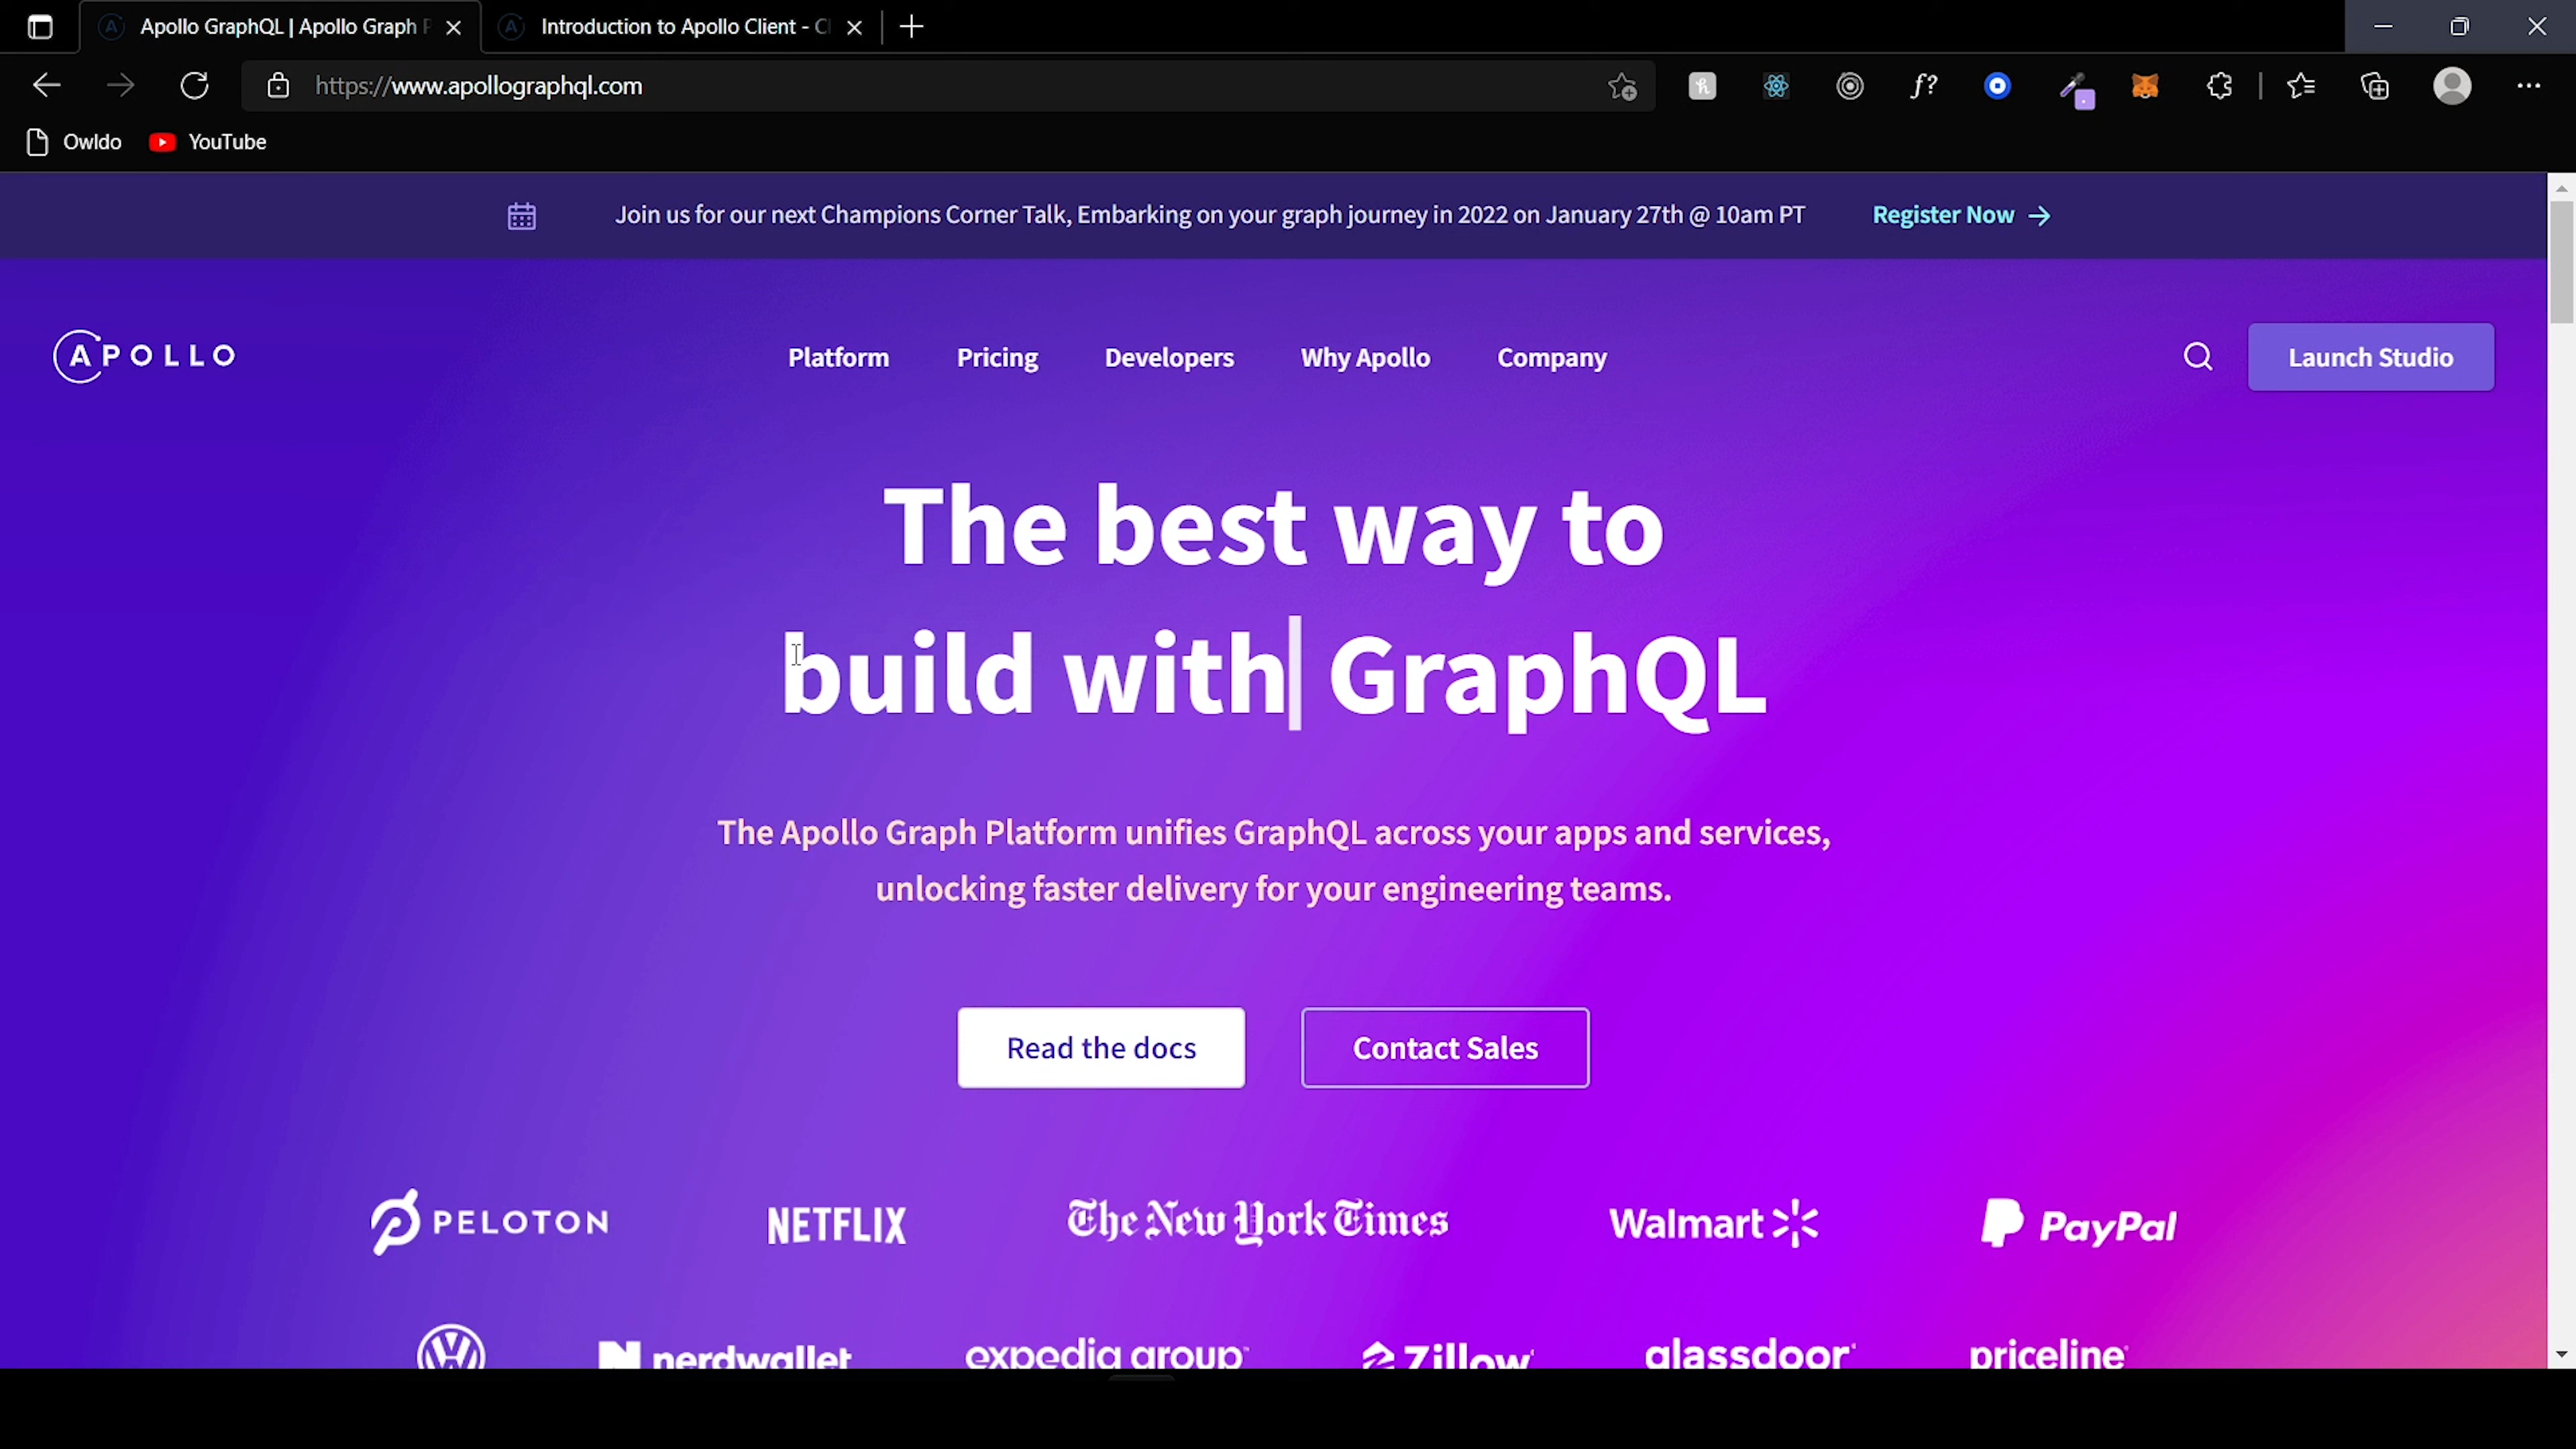 Apollo GraphQL | Apollo Graph P
Introduction to Apollo Client - Cl
https://www.apollographql.com
f?
Owldo
YouTube
Join us for our next Champions Corner Talk, Embarking on your graph journey in 2022 on January 27th @ 10am PT
Register Now →
APOLLO
Platform
Pricing
Developers
Why Apollo
Company
Launch Studio
The best way to
build with GraphQL
The Apollo Graph Platform unifies GraphQL across your apps and services,
unlocking faster delivery for your engineering teams.
Read the docs
Contact Sales
PELOTON
NETFLIX
The New York Times
Walmart
PayPal
nerdwallet
expedia group™
Zillow
glassdoor
priceline